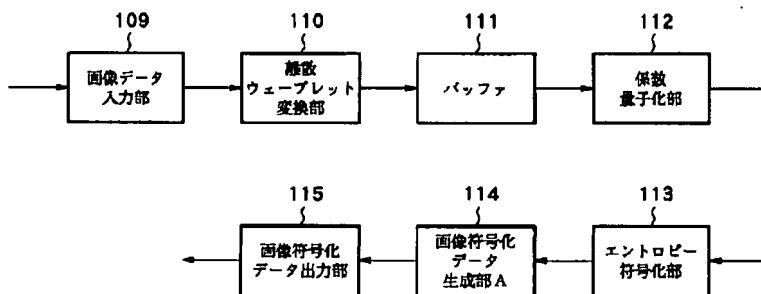 109
110
111
112
画像データ
入力部
離散
ウェーブレット
変換部
バッファ
係数
量子化部
115
114
113
画像符号化
データ出力部
画像符号化
データ
生成部A
エントロピー
符号化部